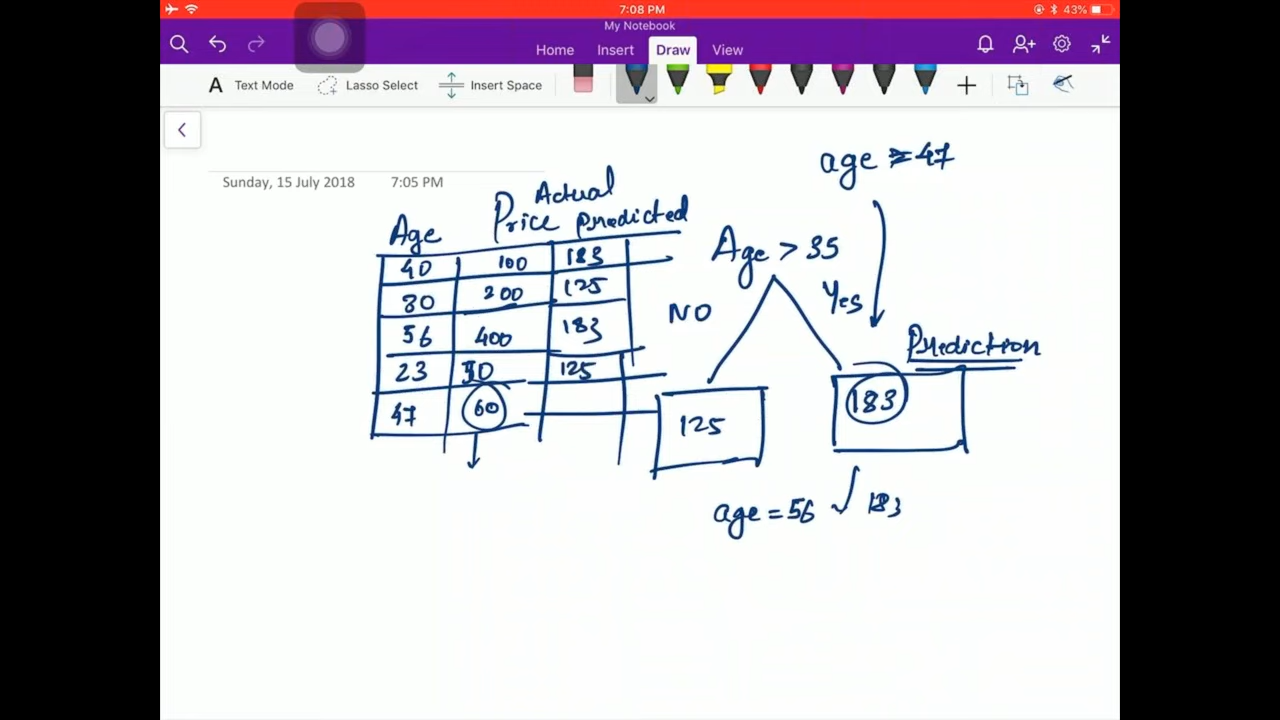 7:08 PM
43%
My Notebook
Home Insert Draw View
A Text Mode Lasso Select Insert Space
Sunday, 15 July 2018 7:05 PM
Age Price Actual Predicted
40 100 183
30 200 125
56 400 183
23 50 125
47 60
age = 47
Age > 35
NO Yes
Prediction
125 183
age = 56 183